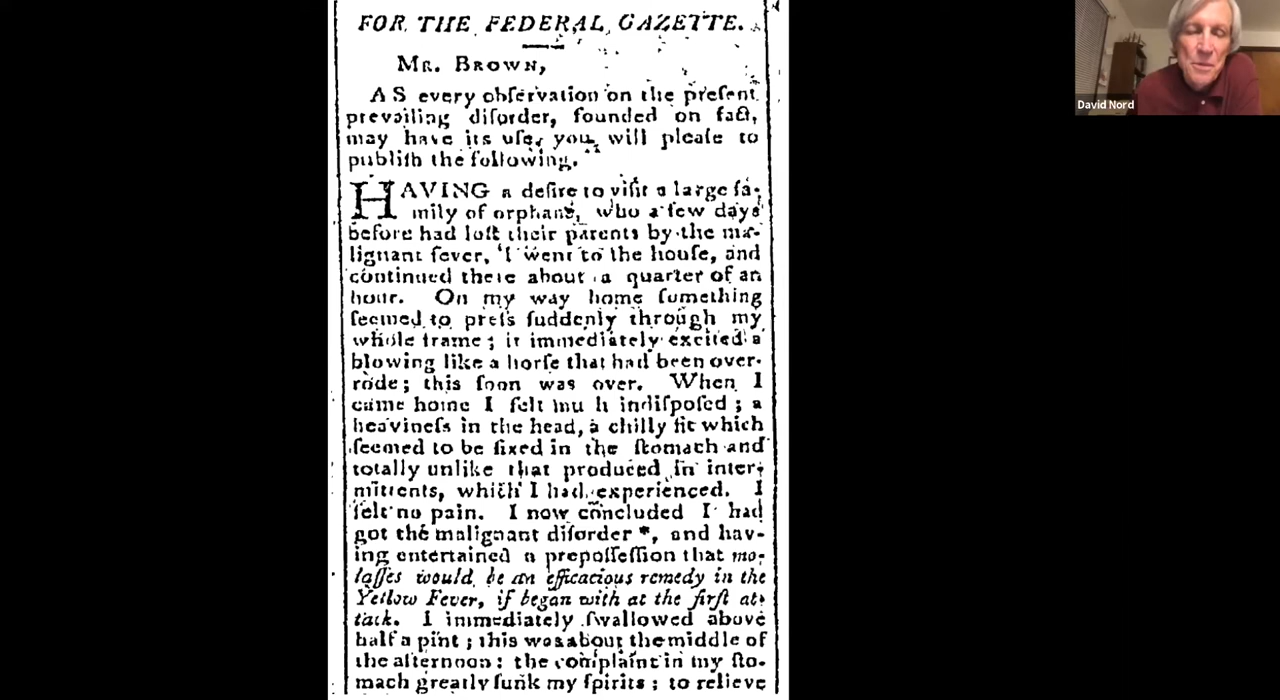 FOR THE FEDERAL GAZETTE.
MR. BROWN,
AS every obſervation on the preſent
prevailing diſorder, founded on fact,
may have its uſe, you will pleaſe to
publiſh the following.
HAVING a deſire to viſit a large fa-
mily of orphans, who a few days
before had loſt their parents by the ma-
lignant fever, I went to the houſe, and
continued there about a quarter of an
hour. On my way home ſomething
ſeemed to preſs ſuddenly through my
whole frame; it immediately excited a
blowing like a horſe that had been over-
rode; this ſoon was over. When I
came home I felt mu h indiſpoſed; a
heavineſs in the head, a chilly fit which
ſeemed to be fixed in the ſtomach and
totally unlike that produced in inter-
mittents, which I had experienced. I
felt no pain. I now concluded I had
got the malignant diſorder *, and hav-
ing entertained a prepoſſeſſion that mo-
laſſes would be an efficacious remedy in the
Yellow Fever, if began with at the firſt at-
tack. I immediately ſwallowed above
half a pint; this was about the middle of
the afternoon: the complaint in my ſto-
mach greatly ſunk my ſpirits; to relieve
David Nord